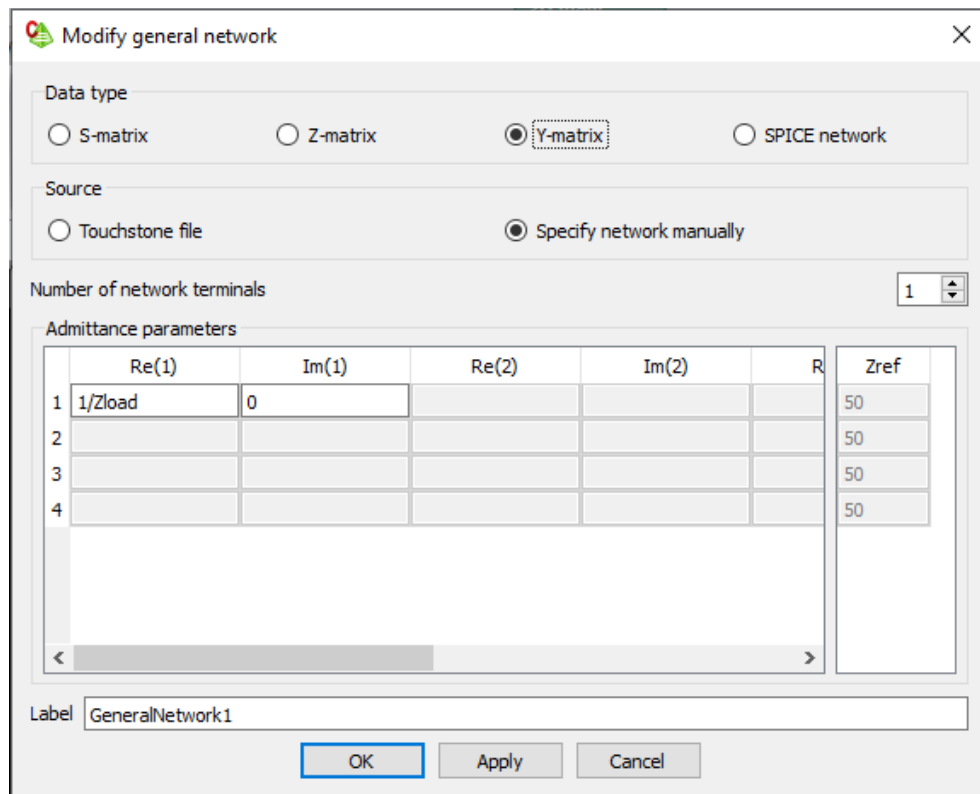 Modify general network
Data type
S-matrix Z-matrix Y-matrix SPICE network
Source
Touchstone file Specify network manually
Number of network terminals 1
Admittance parameters
Re(1) Im(1) Re(2) Im(2) R Zref
1 1/Zload 0 50
2 50
3 50
4 50
Label GeneralNetwork1
OK Apply Cancel